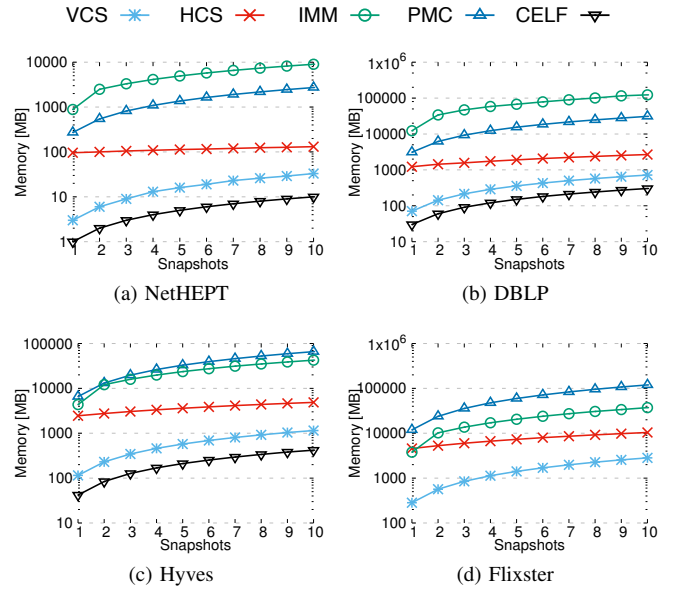 VCS HCS IMM PMC CELF
10000
1000
100
10
1
Memory [MB]
1 2 3 4 5 6 7 8 9 10
Snapshots
(a) NetHEPT
1×10^6
100000
10000
1000
100
10
Memory [MB]
1 2 3 4 5 6 7 8 9 10
Snapshots
(b) DBLP
100000
10000
1000
100
10
Memory [MB]
1 2 3 4 5 6 7 8 9 10
Snapshots
(c) Hyves
1×10^6
100000
10000
1000
100
Memory [MB]
1 2 3 4 5 6 7 8 9 10
Snapshots
(d) Flixster